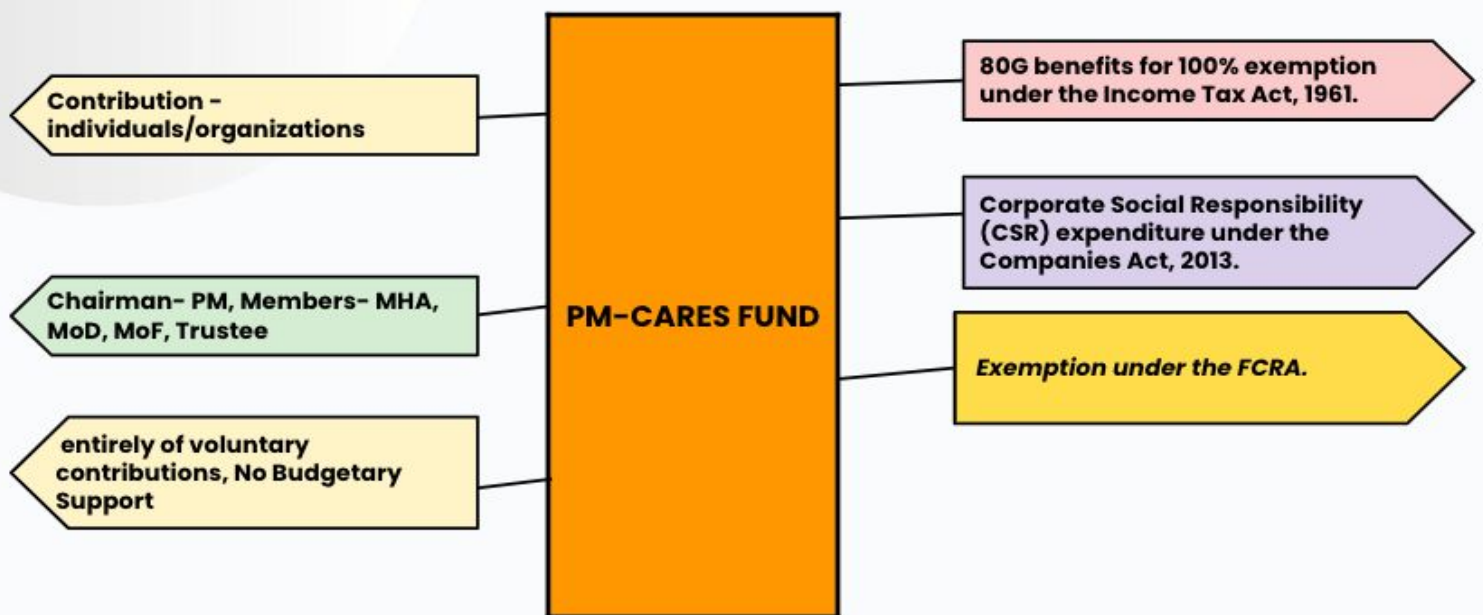 Contribution -
individuals/organizations
Chairman- PM, Members- MHA,
MoD, MoF, Trustee
entirely of voluntary
contributions, No Budgetary
Support
PM-CARES FUND
80G benefits for 100% exemption
under the Income Tax Act, 1961.
Corporate Social Responsibility
(CSR) expenditure under the
Companies Act, 2013.
Exemption under the FCRA.